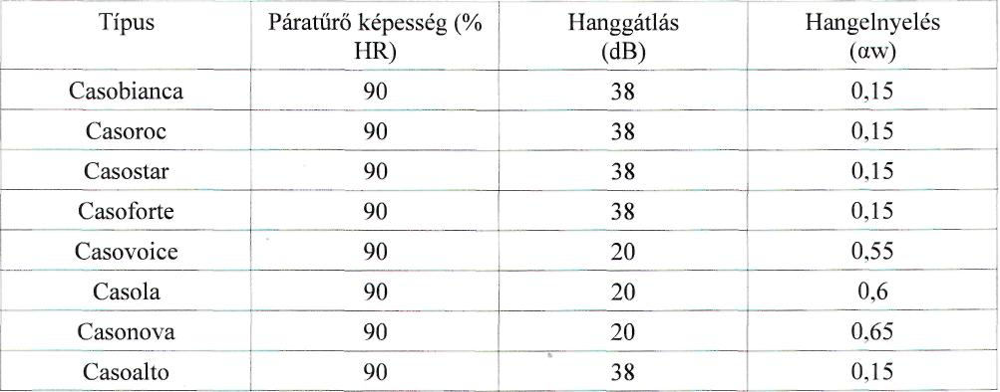 Típus Páratűrő képesség (% Hanggátlás Hangelnyelés
HR) (dB) (αw)
Casobianca 90 38 0,15
Casoroc 90 38 0,15
Casostar 90 38 0,15
Casoforte 90 38 0,15
Casovoice 90 20 0,55
Casola 90 20 0,6
Casonova 90 20 0,65
Casoalto 90 38 0,15